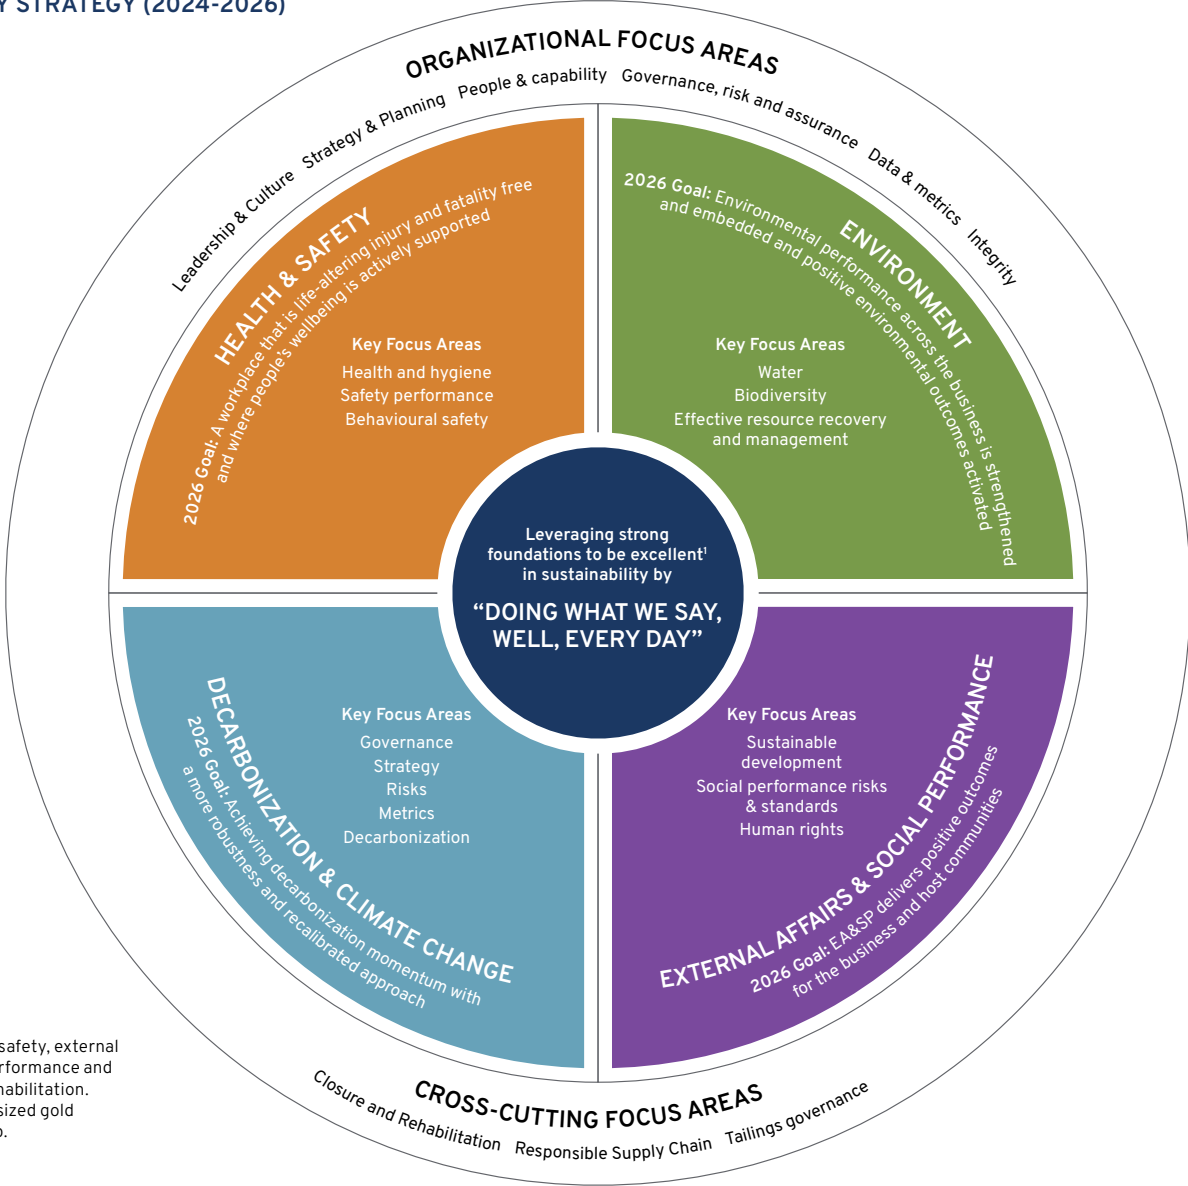 Y STRATEGY (2024-2026)
ORGANIZATIONAL FOCUS AREAS
Leadership & Culture Strategy & Planning People & capability Governance, risk and assurance Data & metrics Integrity
HEALTH & SAFETY
2026 Goal: A workplace that is life-altering injury and fatality free
and where people's wellbeing is actively supported
Key Focus Areas
Health and hygiene
Safety performance
Behavioural safety
ENVIRONMENT
2026 Goal: Environmental performance across the business is strengthened
and embedded and positive environmental outcomes activated
Key Focus Areas
Water
Biodiversity
Effective resource recovery
and management
Leveraging strong
foundations to be excellent¹
in sustainability by
“DOING WHAT WE SAY,
WELL, EVERY DAY”
DECARBONIZATION & CLIMATE CHANGE
2026 Goal: Achieving decarbonization momentum with
a more robustness and recalibrated approach
Key Focus Areas
Governance
Strategy
Risks
Metrics
Decarbonization
EXTERNAL AFFAIRS & SOCIAL PERFORMANCE
2026 Goal: EA&SP delivers positive outcomes
for the business and host communities
Key Focus Areas
Sustainable
development
Social performance risks
& standards
Human rights
CROSS-CUTTING FOCUS AREAS
Closure and Rehabilitation Responsible Supply Chain Tailings governance
safety, external
rformance and
habilitation.
sized gold